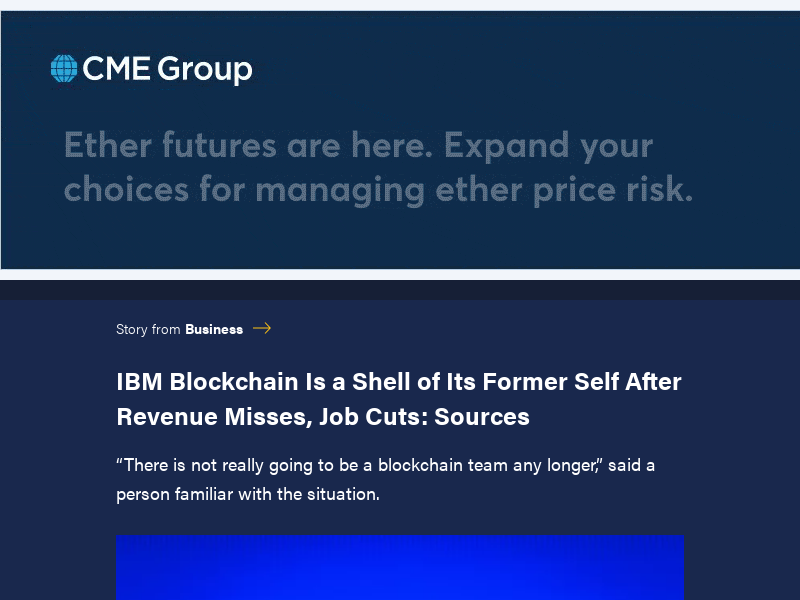 CME Group
Ether futures are here. Expand your
choices for managing ether price risk.
Story from Business
IBM Blockchain Is a Shell of Its Former Self After
Revenue Misses, Job Cuts: Sources
“There is not really going to be a blockchain team any longer,” said a
person familiar with the situation.